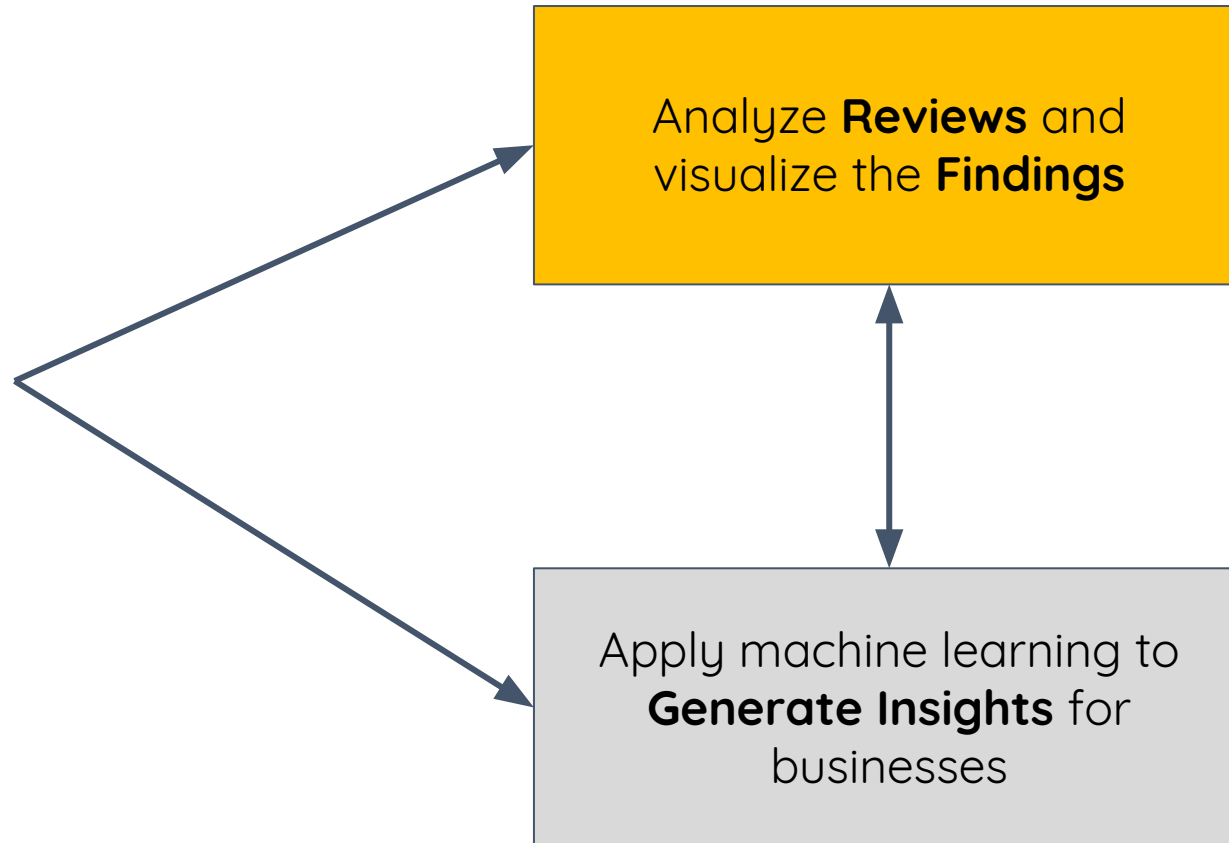 Analyze Reviews and
visualize the Findings
Apply machine learning to
Generate Insights for
businesses